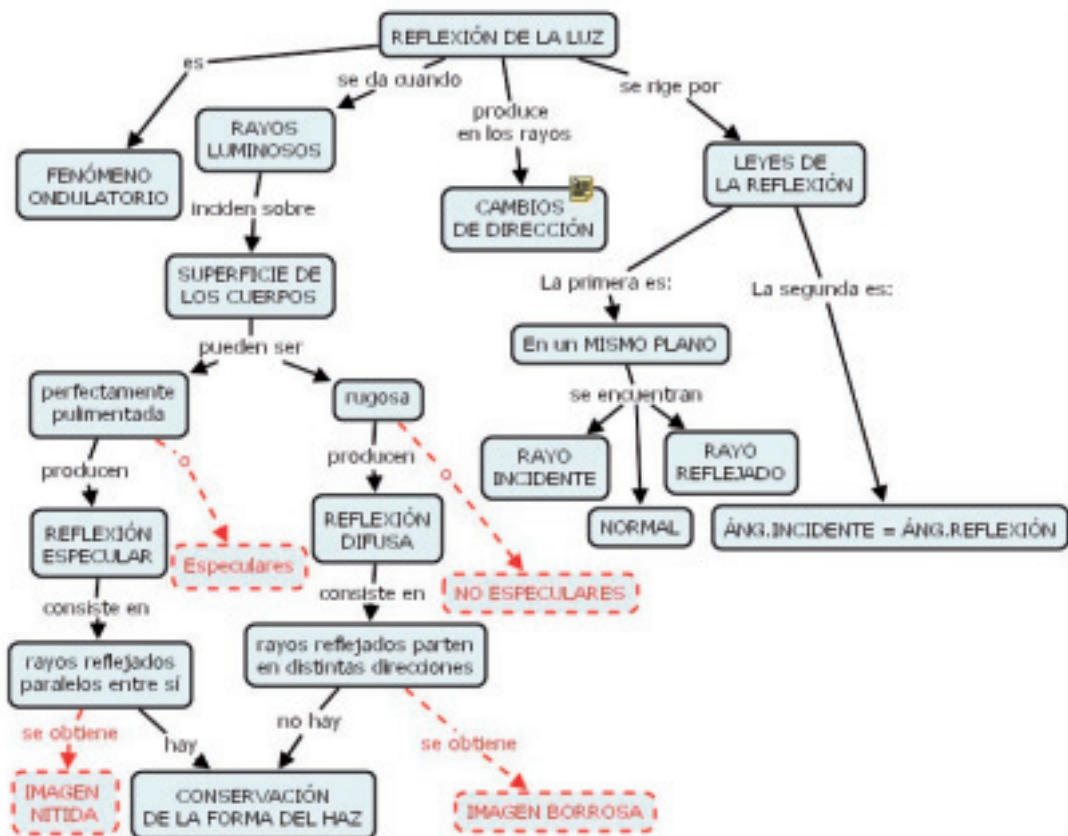 REFLEXIÓN DE LA LUZ
es
se da cuando
produce
en los rayos
se rige por
RAYOS
LUMINOSOS
FENÓMENO
ONDULATORIO
LEYES DE
LA REFLEXIÓN
CAMBIOS
DE DIRECCIÓN
inciden sobre
SUPERFICIE DE
LOS CUERPOS
La primera es:
La segunda es:
pueden ser
En un MISMO PLANO
perfectamente
pulimentada
rugosa
se encuentran
producen
o
producen
o
RAYO
INCIDENTE
RAYO
REFLEJADO
NORMAL
ÁNG.INCIDENTE = ÁNG.REFLEXIÓN
REFLEXIÓN
ESPECULAR
Especulares
REFLEXIÓN
DIFUSA
NO ESPECULARES
consiste en
consiste en
rayos reflejados
paralelos entre sí
rayos reflejados parten
en distintas direcciones
se obtiene
hay
no hay
se obtiene
IMAGEN
NITIDA
CONSERVACIÓN
DE LA FORMA DEL HAZ
IMAGEN BORROSA